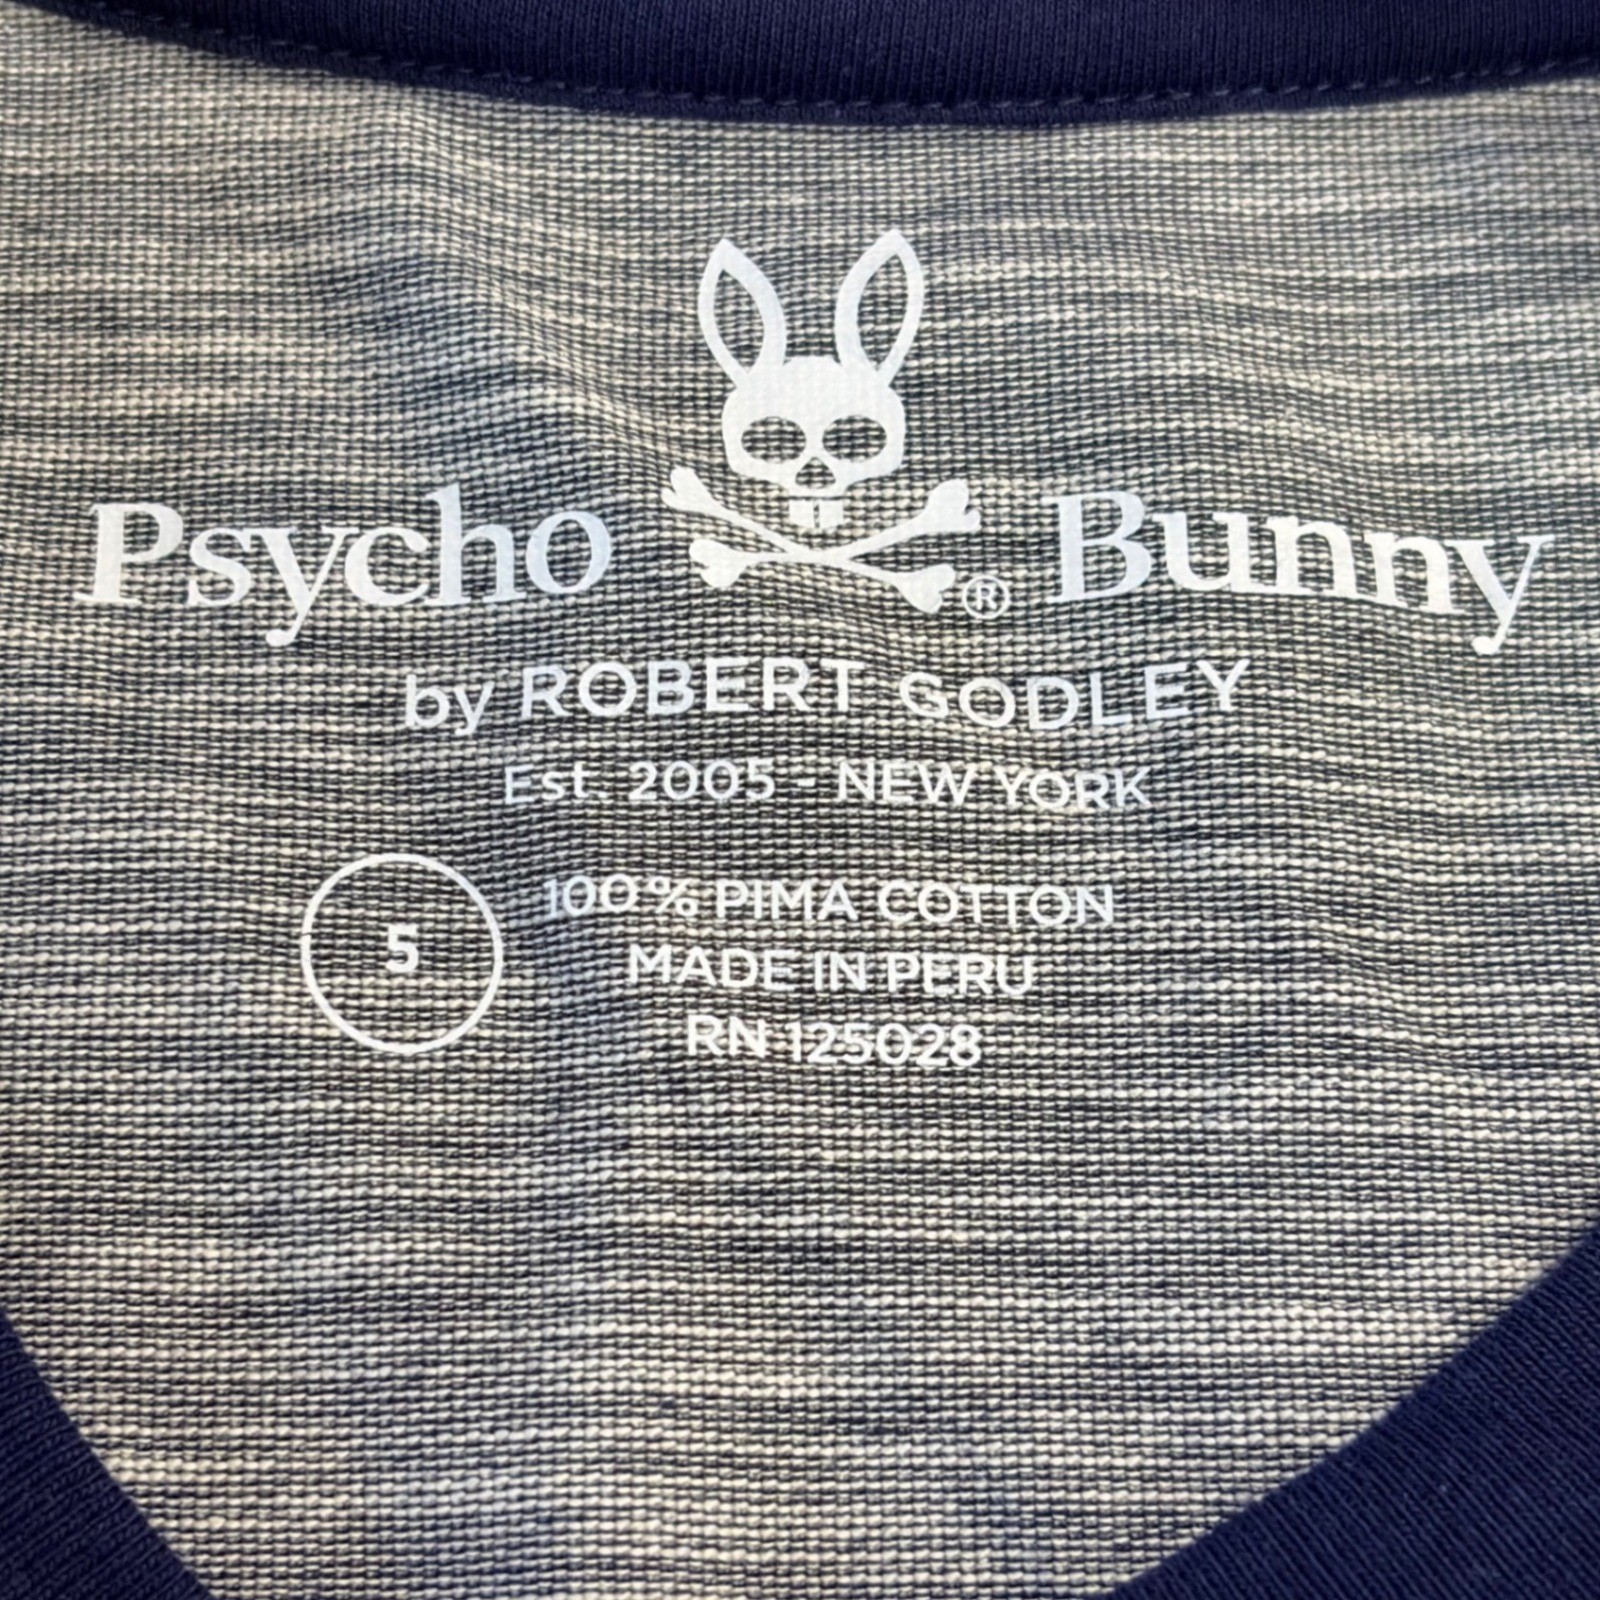 Psycho Bunny®
by ROBERT GODLEY
Est. 2005 - NEW YORK
5
100% PIMA COTTON
MADE IN PERU
RN 125028